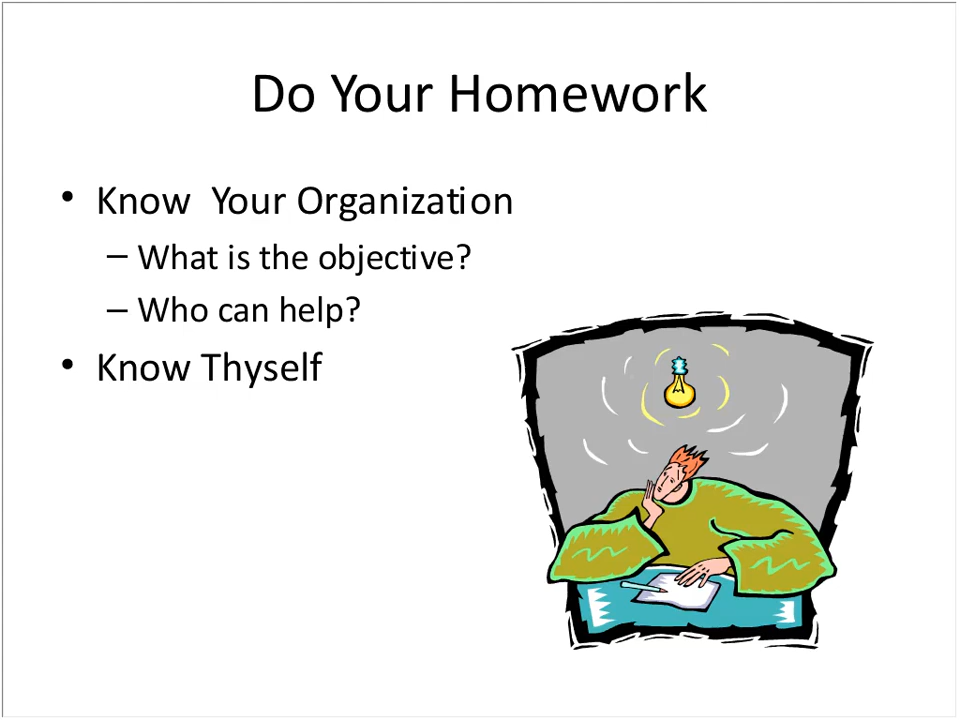 Do Your Homework
• Know  Your Organization
– What is the objective?
– Who can help?
• Know Thyself